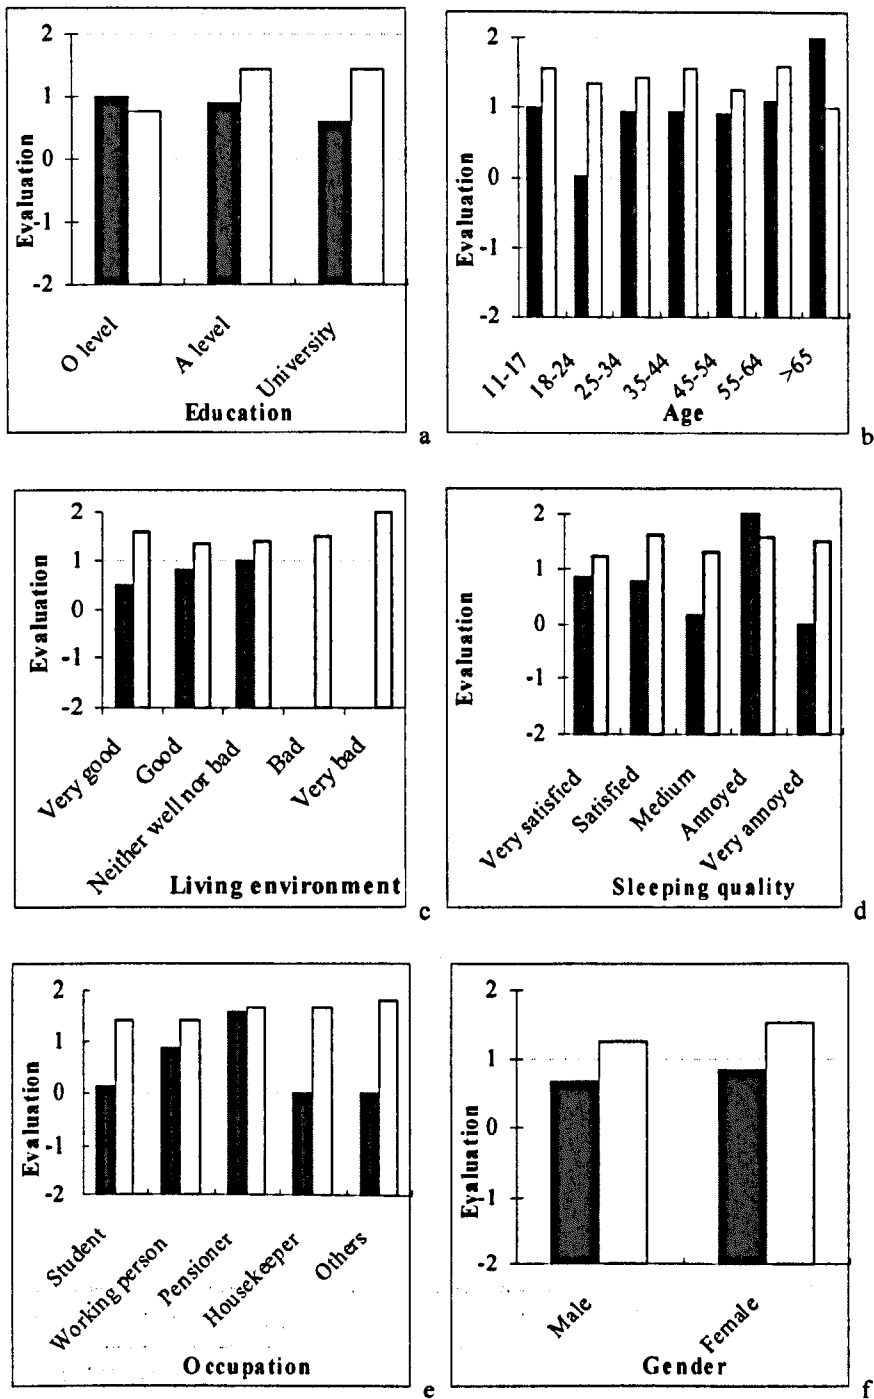 2
1
0
-1
-2
Evaluation
O level
A level
University
Education
a
2
1
0
-1
-2
Evaluation
11-17
18-24
25-34
35-44
45-54
55-64
>65
Age
b
2
1
0
-1
-2
Evaluation
Very good
Good
Neither well nor bad
Bad
Very bad
Living environment
c
2
1
0
-1
-2
Evaluation
Very satisfied
Satisfied
Medium
Annoyed
Very annoyed
Sleeping quality
d
2
1
0
-1
-2
Evaluation
Student
Working person
Pensioner
Housekeeper
Others
Occupation
e
2
1
0
-1
-2
Evaluation
Male
Female
Gender
f